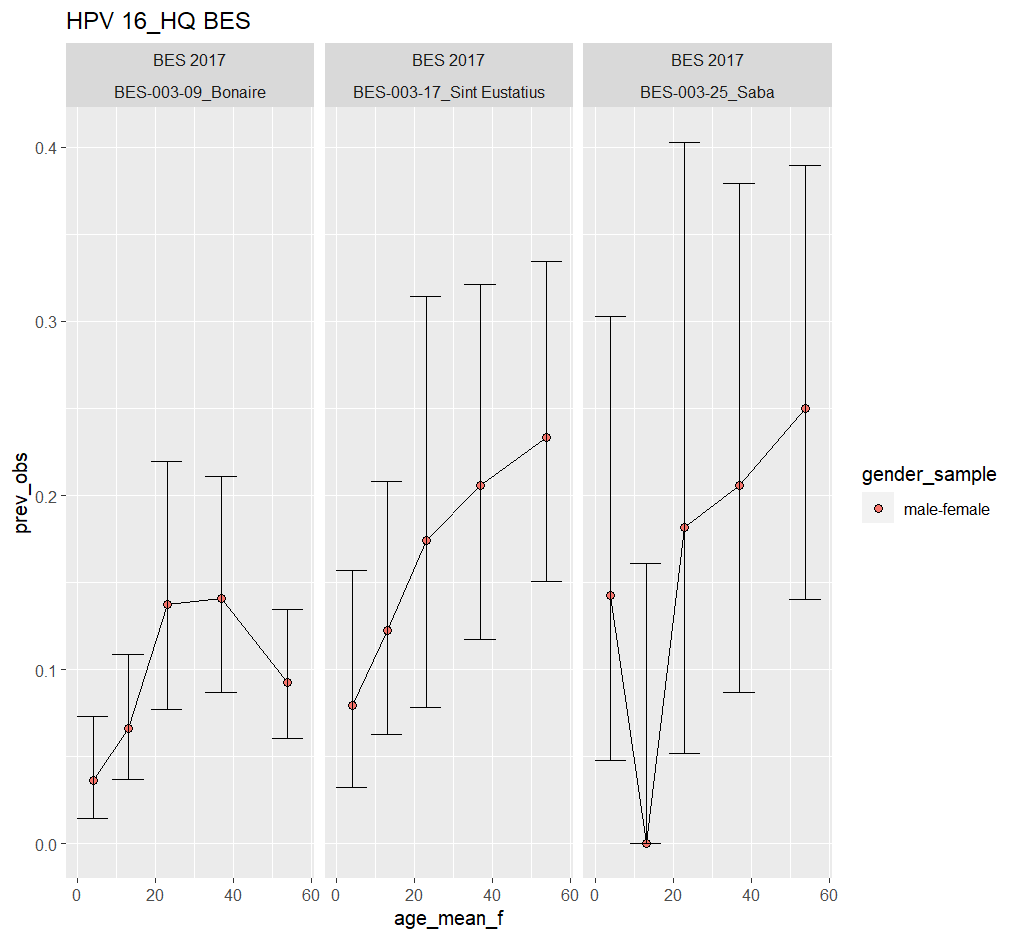 HPV 16_HQ BES
BES 2017
BES 2017
BES 2017
BES-003-09_Bonaire
BES-003-17_Sint Eustatius
BES-003-25_Saba
0.4
0.3
0.2
0.1
0.0
prev_obs
gender_sample
male-female
0 20 40 60
0 20 40 60
0 20 40 60
age_mean_f